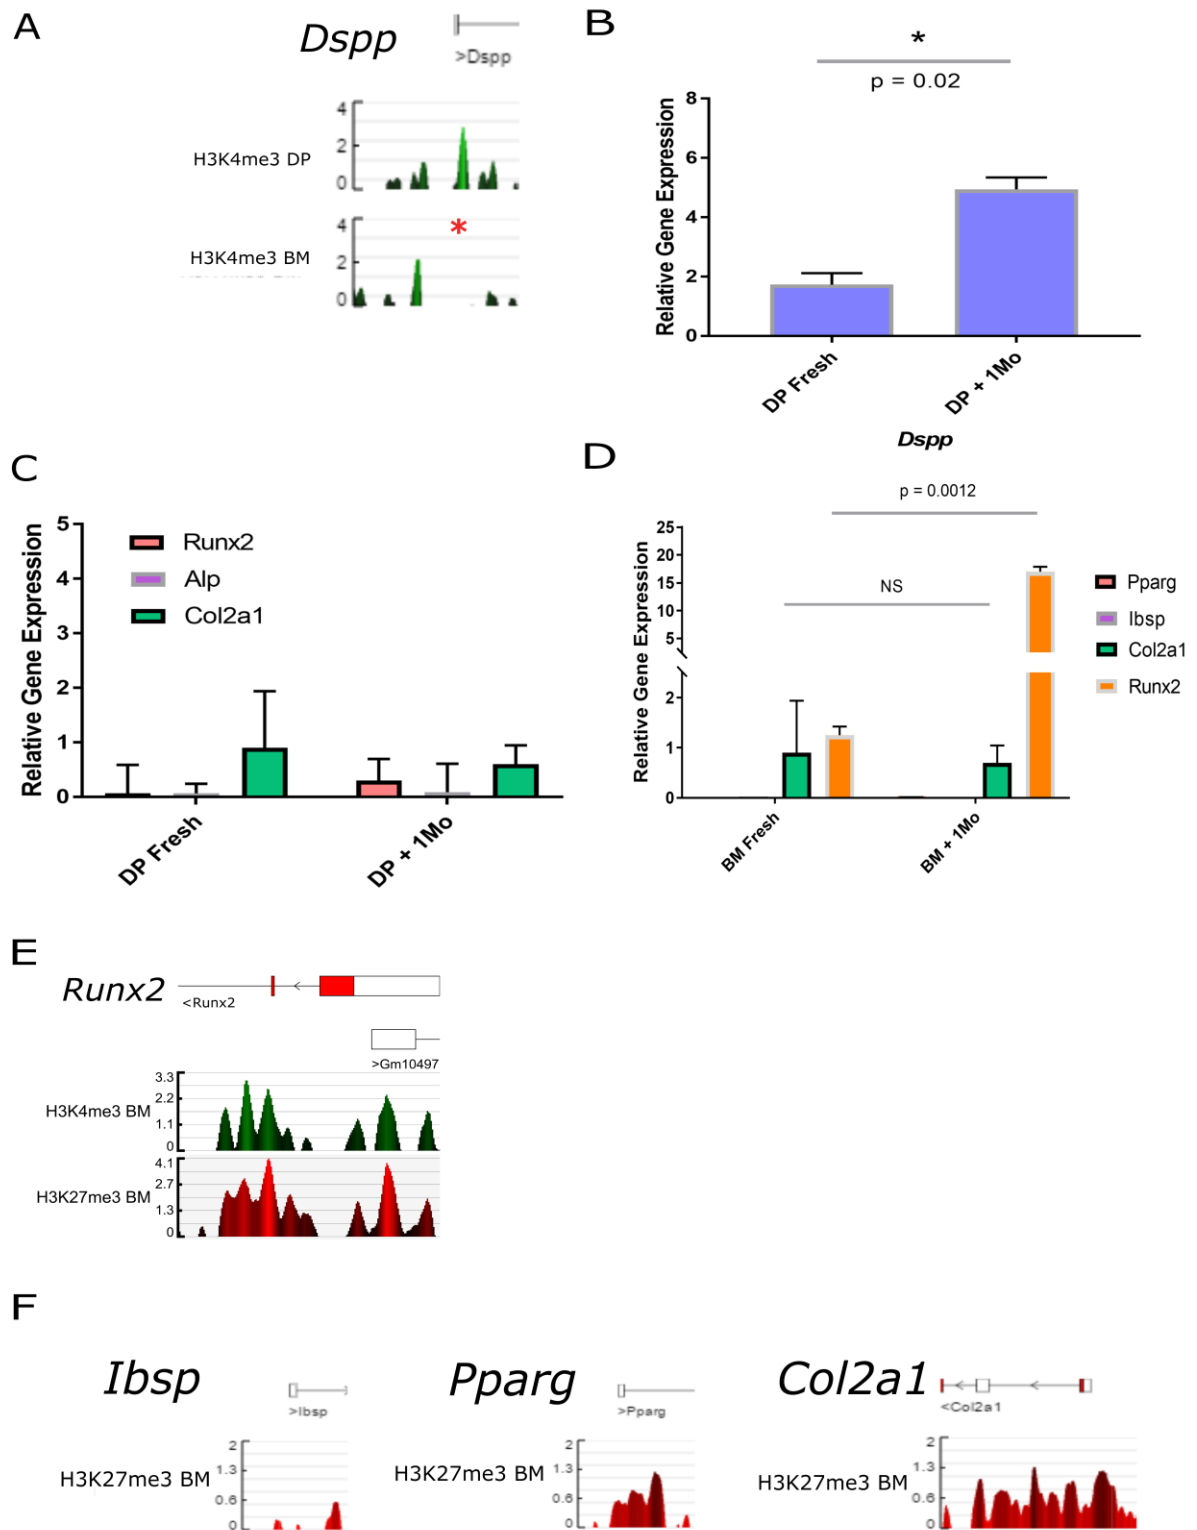 A
Dspp
>Dspp
4
2
0
H3K4me3 DP
4
2
0
H3K4me3 BM
*
B
*
p = 0.02
Relative Gene Expression
8
6
4
2
0
DP Fresh
DP + 1Mo
Dspp
C
Relative Gene Expression
5
4
3
2
1
0
Runx2
Alp
Col2a1
DP Fresh
DP + 1Mo
D
p = 0.0012
NS
Relative Gene Expression
25
20
15
10
5
2
1
0
Pparg
Ibsp
Col2a1
Runx2
BM Fresh
BM + 1Mo
E
Runx2
<Runx2
>Gm10497
H3K4me3 BM
3.3
2.2
1.1
0
H3K27me3 BM
4.1
2.7
1.3
0
F
Ibsp
>Ibsp
H3K27me3 BM
2
1.3
0.6
0
Pparg
>Pparg
H3K27me3 BM
2
1.3
0.6
0
Col2a1
<Col2a1
H3K27me3 BM
2
1.3
0.6
0